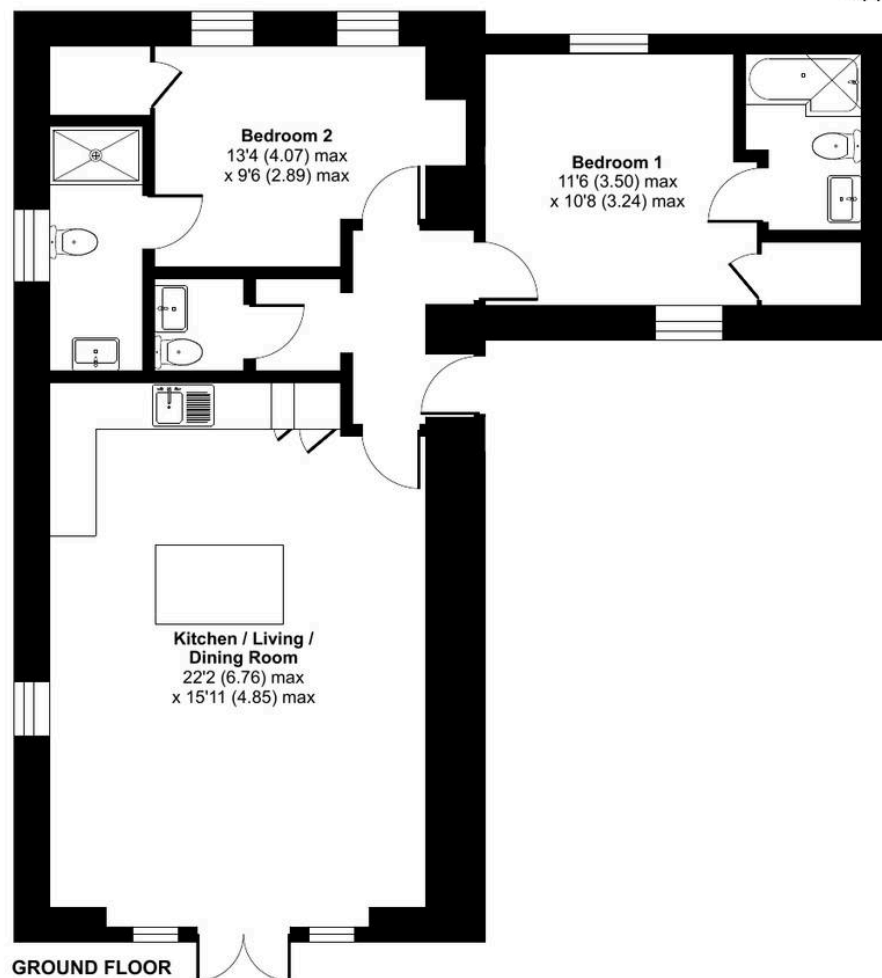 Bedroom 2
13'4 (4.07) max
x 9'6 (2.89) max
Bedroom 1
11'6 (3.50) max
x 10'8 (3.24) max
Kitchen / Living /
Dining Room
22'2 (6.76) max
x 15'11 (4.85) max
GROUND FLOOR